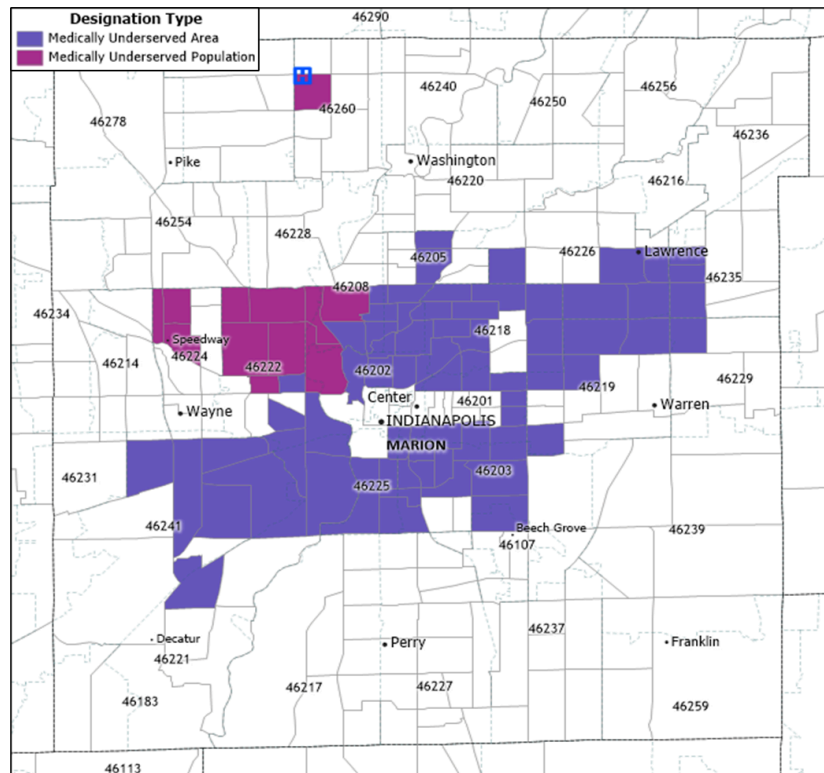 Designation Type
Medically Underserved Area
Medically Underserved Population
46290
46240
46256
46250
46260
46278
46236
Pike
Washington
46220
46216
46254
46228
46226
Lawrence
46205
46235
46208
46234
46218
Speedway
46224
46214
46222
46202
46229
46219
Center
46201
Warren
Wayne
INDIANAPOLIS
MARION
46203
46231
46225
46241
Beech Grove
46239
46107
46237
Decatur
Perry
Franklin
46221
46217
46227
46183
46259
46113